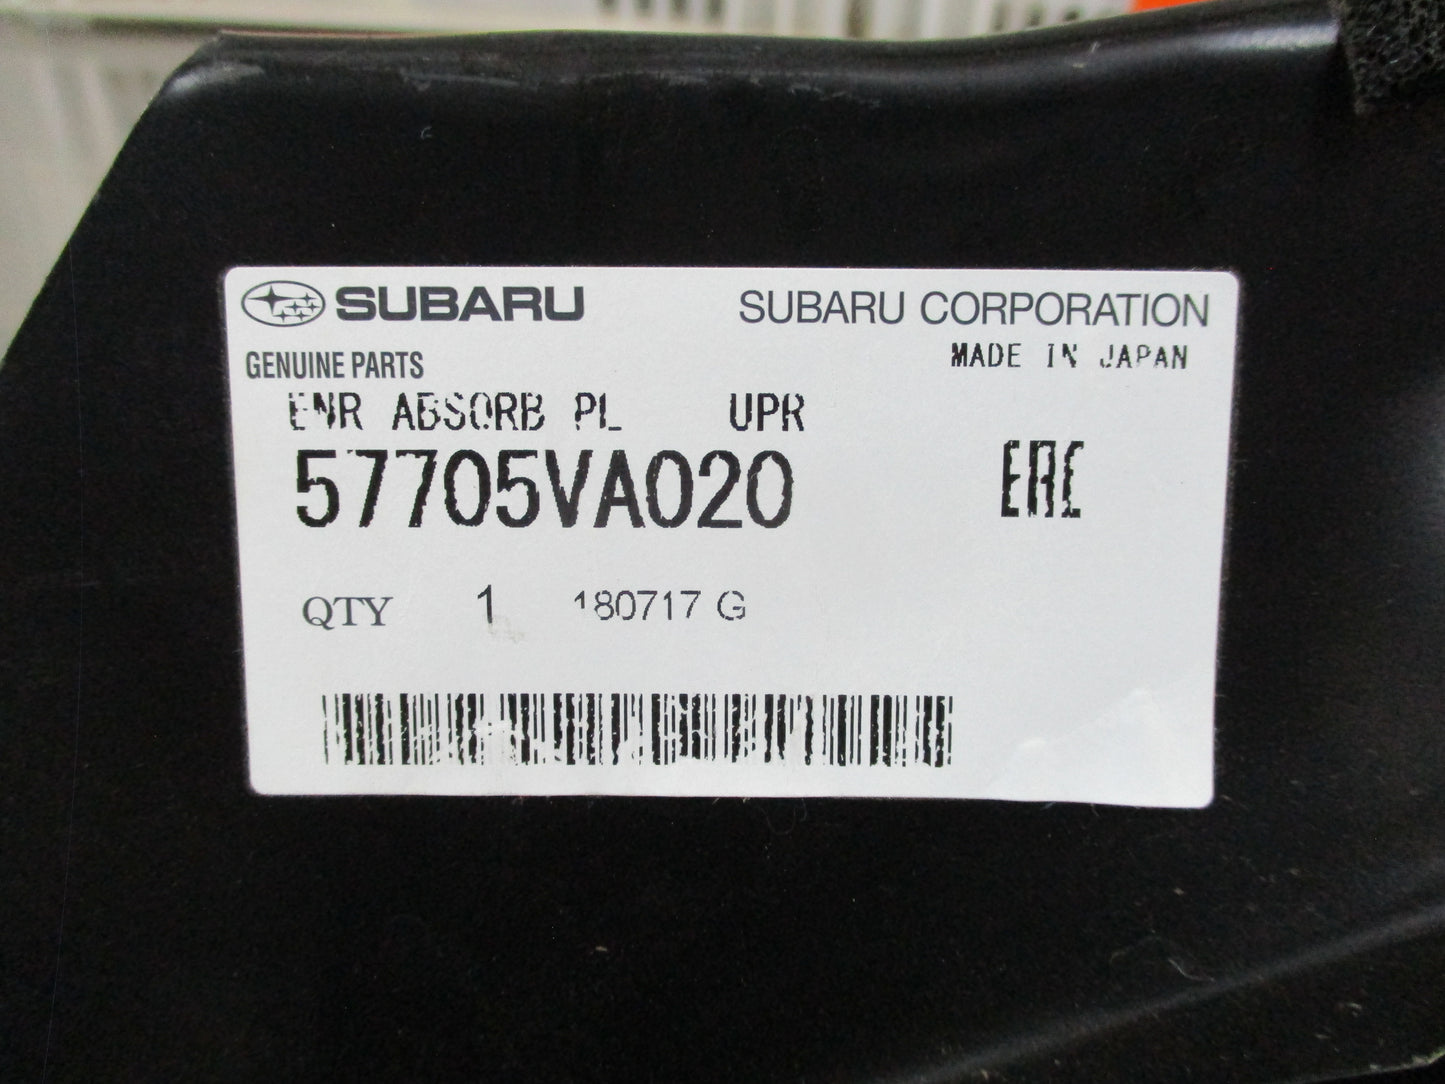 SUBARU SUBARU CORPORATION
GENUINE PARTS MADE IN JAPAN
ENR ABSORB PL UPR
57705VA020 EAC
QTY 1 180717 G